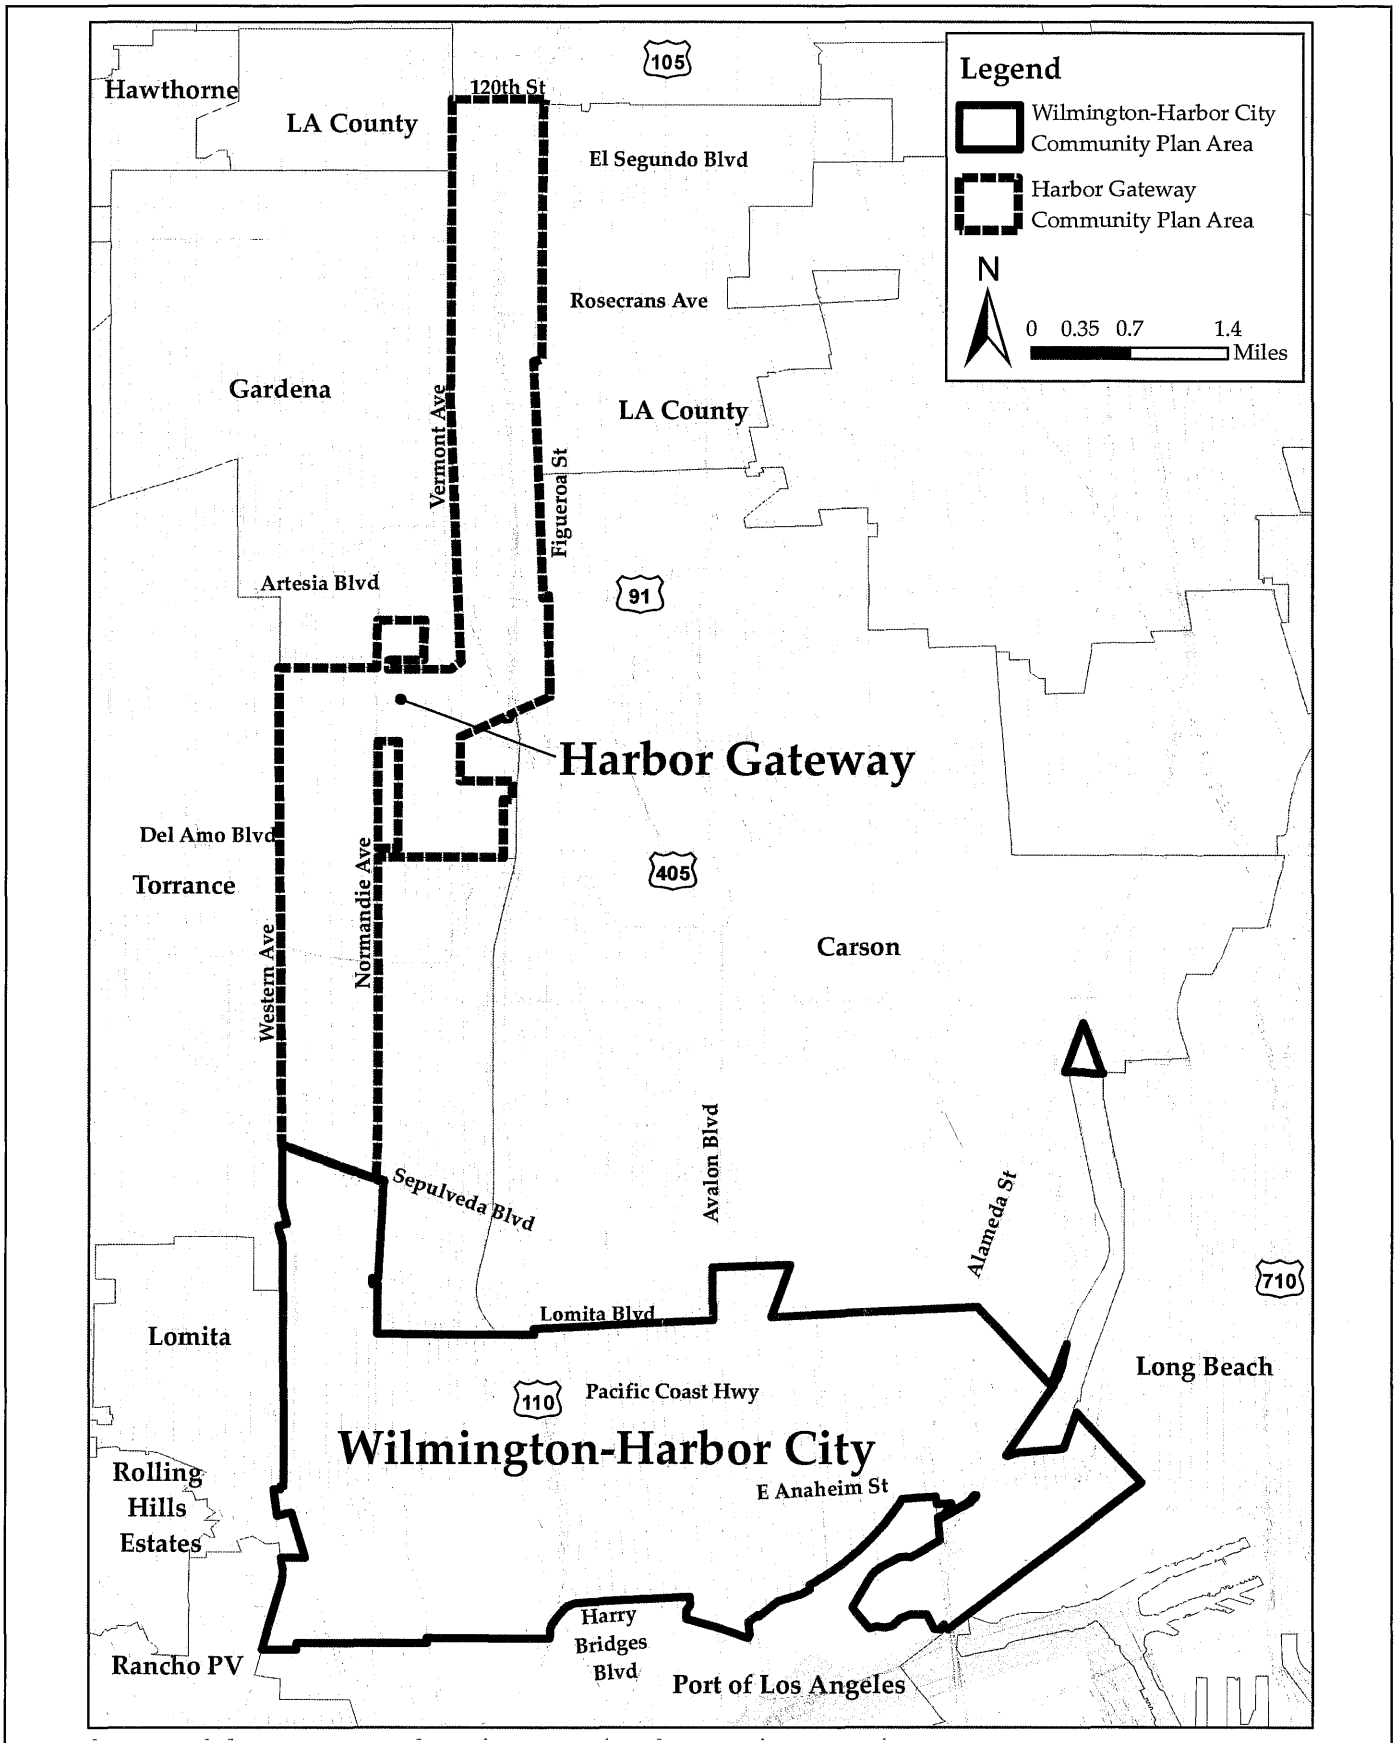 105
Hawthorne
120th St
LA County
El Segundo Blvd
Legend
Wilmington-Harbor City
Community Plan Area
Harbor Gateway
Community Plan Area
N
0 0.35 0.7 1.4
Miles
Rosecrans Ave
Gardena
Vermont Ave
LA County
Figueroa St
Artesia Blvd
91
Harbor Gateway
Del Amo Blvd
Torrance
Normandie Ave
405
Western Ave
Carson
Avalon Blvd
Alameda St
Sepulveda Blvd
710
Lomita Blvd
Lomita
Long Beach
110
Pacific Coast Hwy
Wilmington-Harbor City
E Anaheim St
Rolling
Hills
Estates
Harry
Bridges
Blvd
Rancho PV
Port of Los Angeles